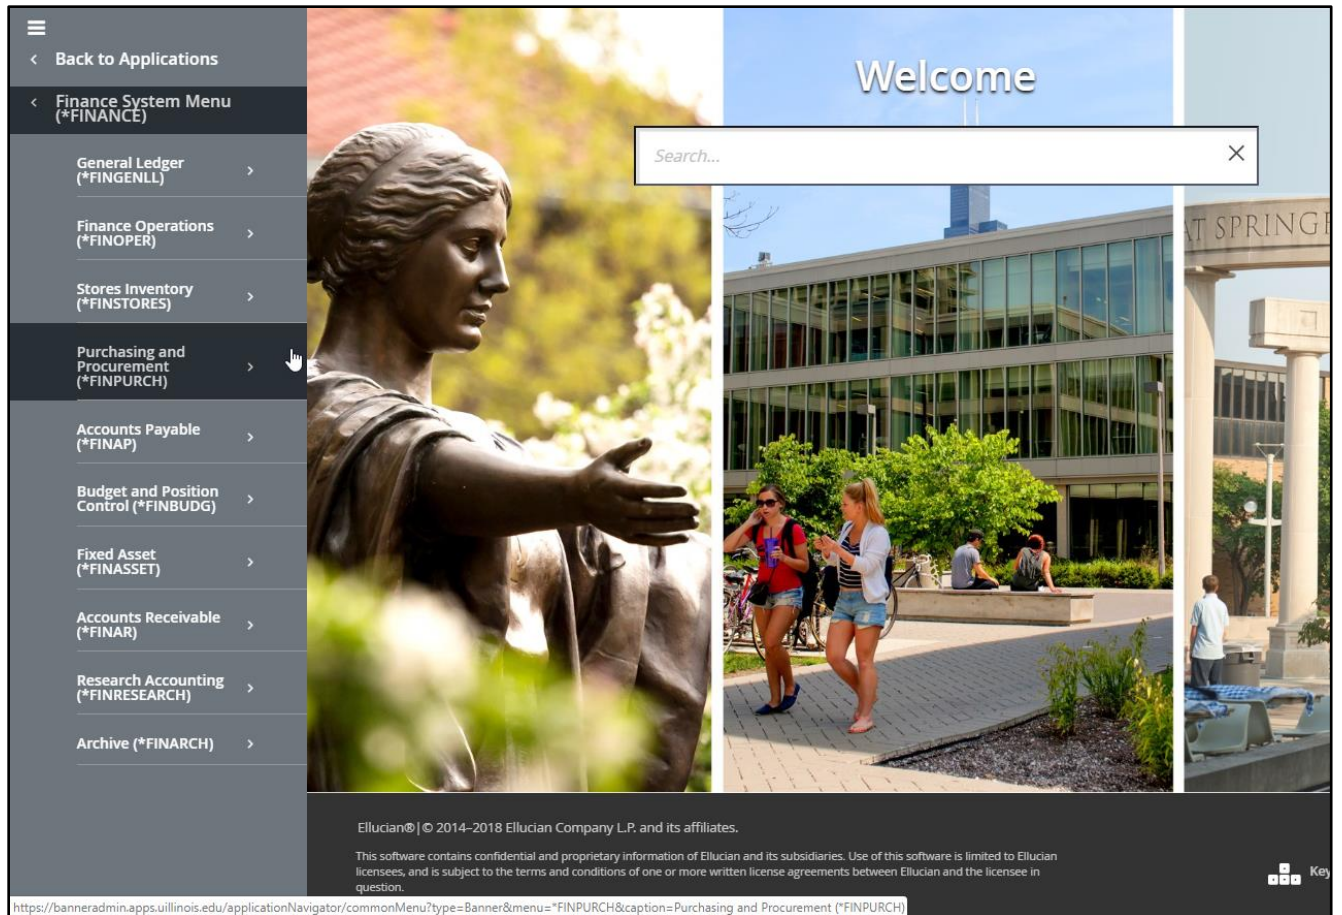 Back to Applications
Finance System Menu
(*FINANCE)
General Ledger
(*FINGENLL)
Finance Operations
(*FINOPER)
Stores Inventory
(*FINSTORES)
Purchasing and
Procurement
(*FINPURCH)
Accounts Payable
(*FINAP)
Budget and Position
Control (*FINBUDG)
Fixed Asset
(*FINASSET)
Accounts Receivable
(*FINAR)
Research Accounting
(*FINRESEARCH)
Archive (*FINARCH)
Welcome
Search...
AT SPRINGF
Ellucian®|© 2014–2018 Ellucian Company L.P. and its affiliates.
This software contains confidential and proprietary information of Ellucian and its subsidiaries. Use of this software is limited to Ellucian
licensees, and is subject to the terms and conditions of one or more written license agreements between Ellucian and the licensee in
question.
Key
https://banneradmin.apps.uillinois.edu/applicationNavigator/commonMenu?type=Banner&menu=*FINPURCH&caption=Purchasing and Procurement (*FINPURCH)